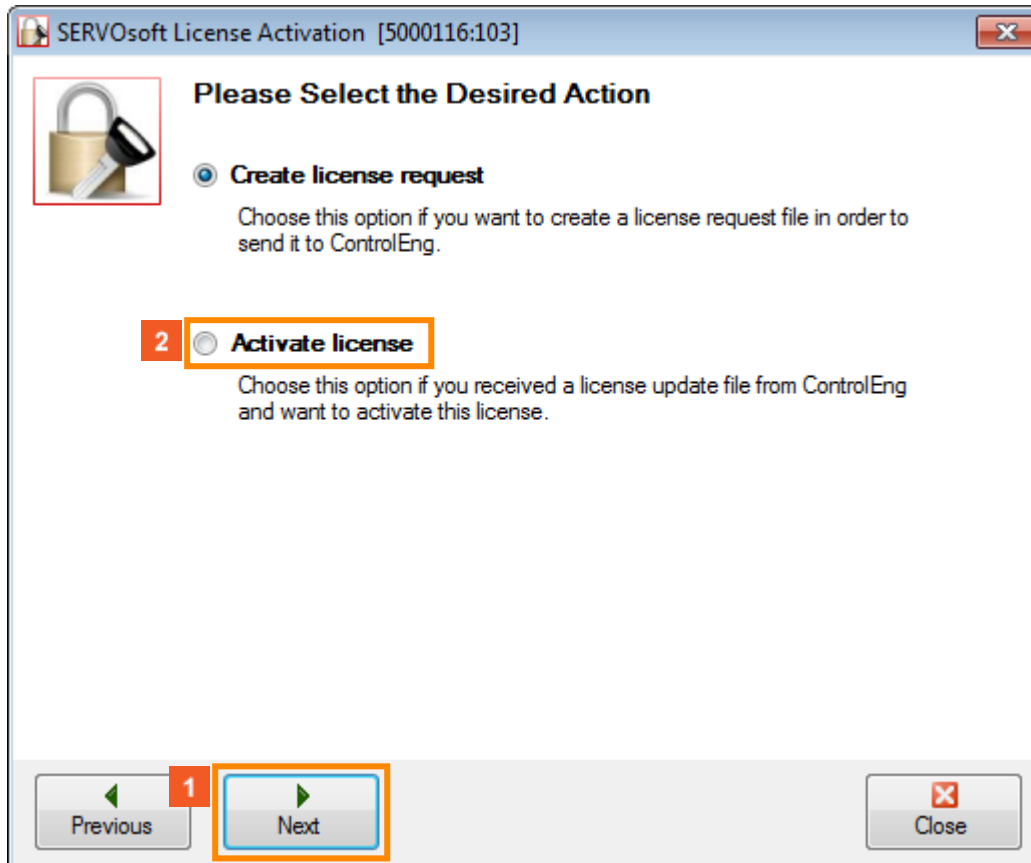 SERVOsoft License Activation [5000116:103]
Please Select the Desired Action
Create license request
Choose this option if you want to create a license request file in order to
send it to ControlEng.
2
Activate license
Choose this option if you received a license update file from ControlEng
and want to activate this license.
1
Previous
Next
Close